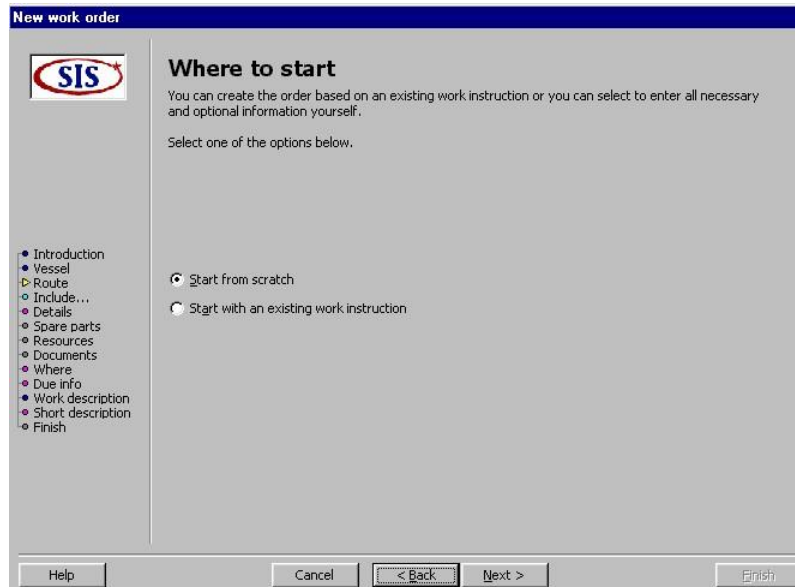 New work order
SIS
Where to start
You can create the order based on an existing work instruction or you can select to enter all necessary
and optional information yourself.
Select one of the options below.
Introduction
Vessel
Route
Include...
Details
Spare parts
Resources
Documents
Where
Due info
Work description
Short description
Finish
Start from scratch
Start with an existing work instruction
Help
Cancel
< Back
Next >
Finish